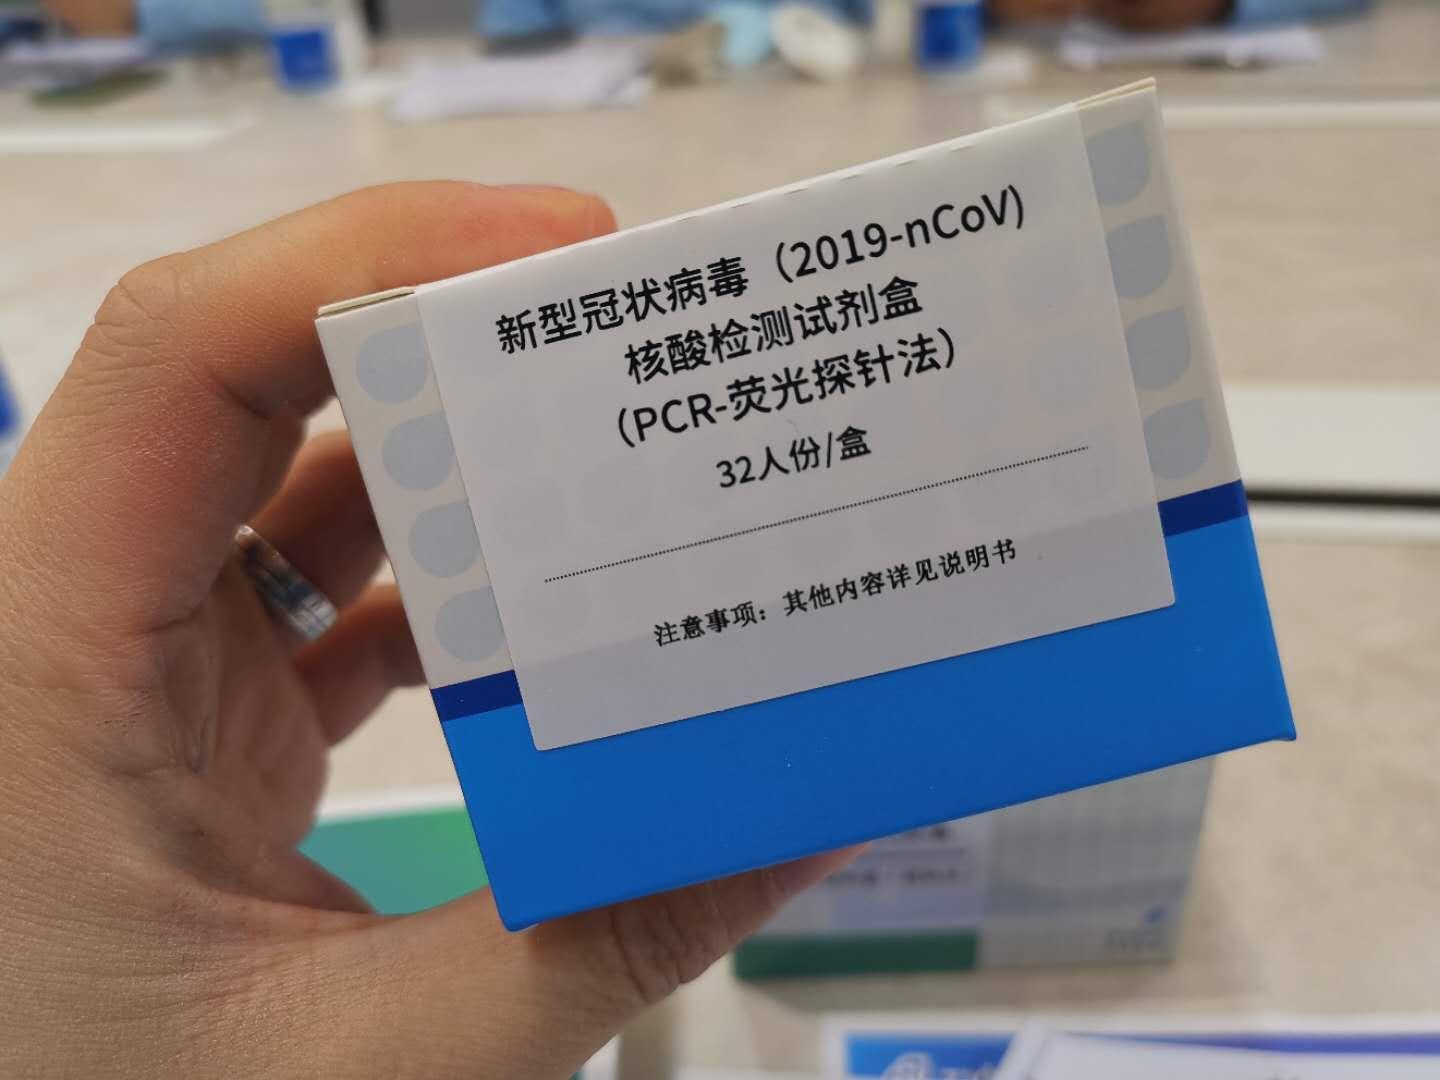 新型冠状病毒（2019-nCoV)
核酸检测试剂盒
（PCR-荧光探针法）
32人份/盒
注意事项：其他内容详见说明书